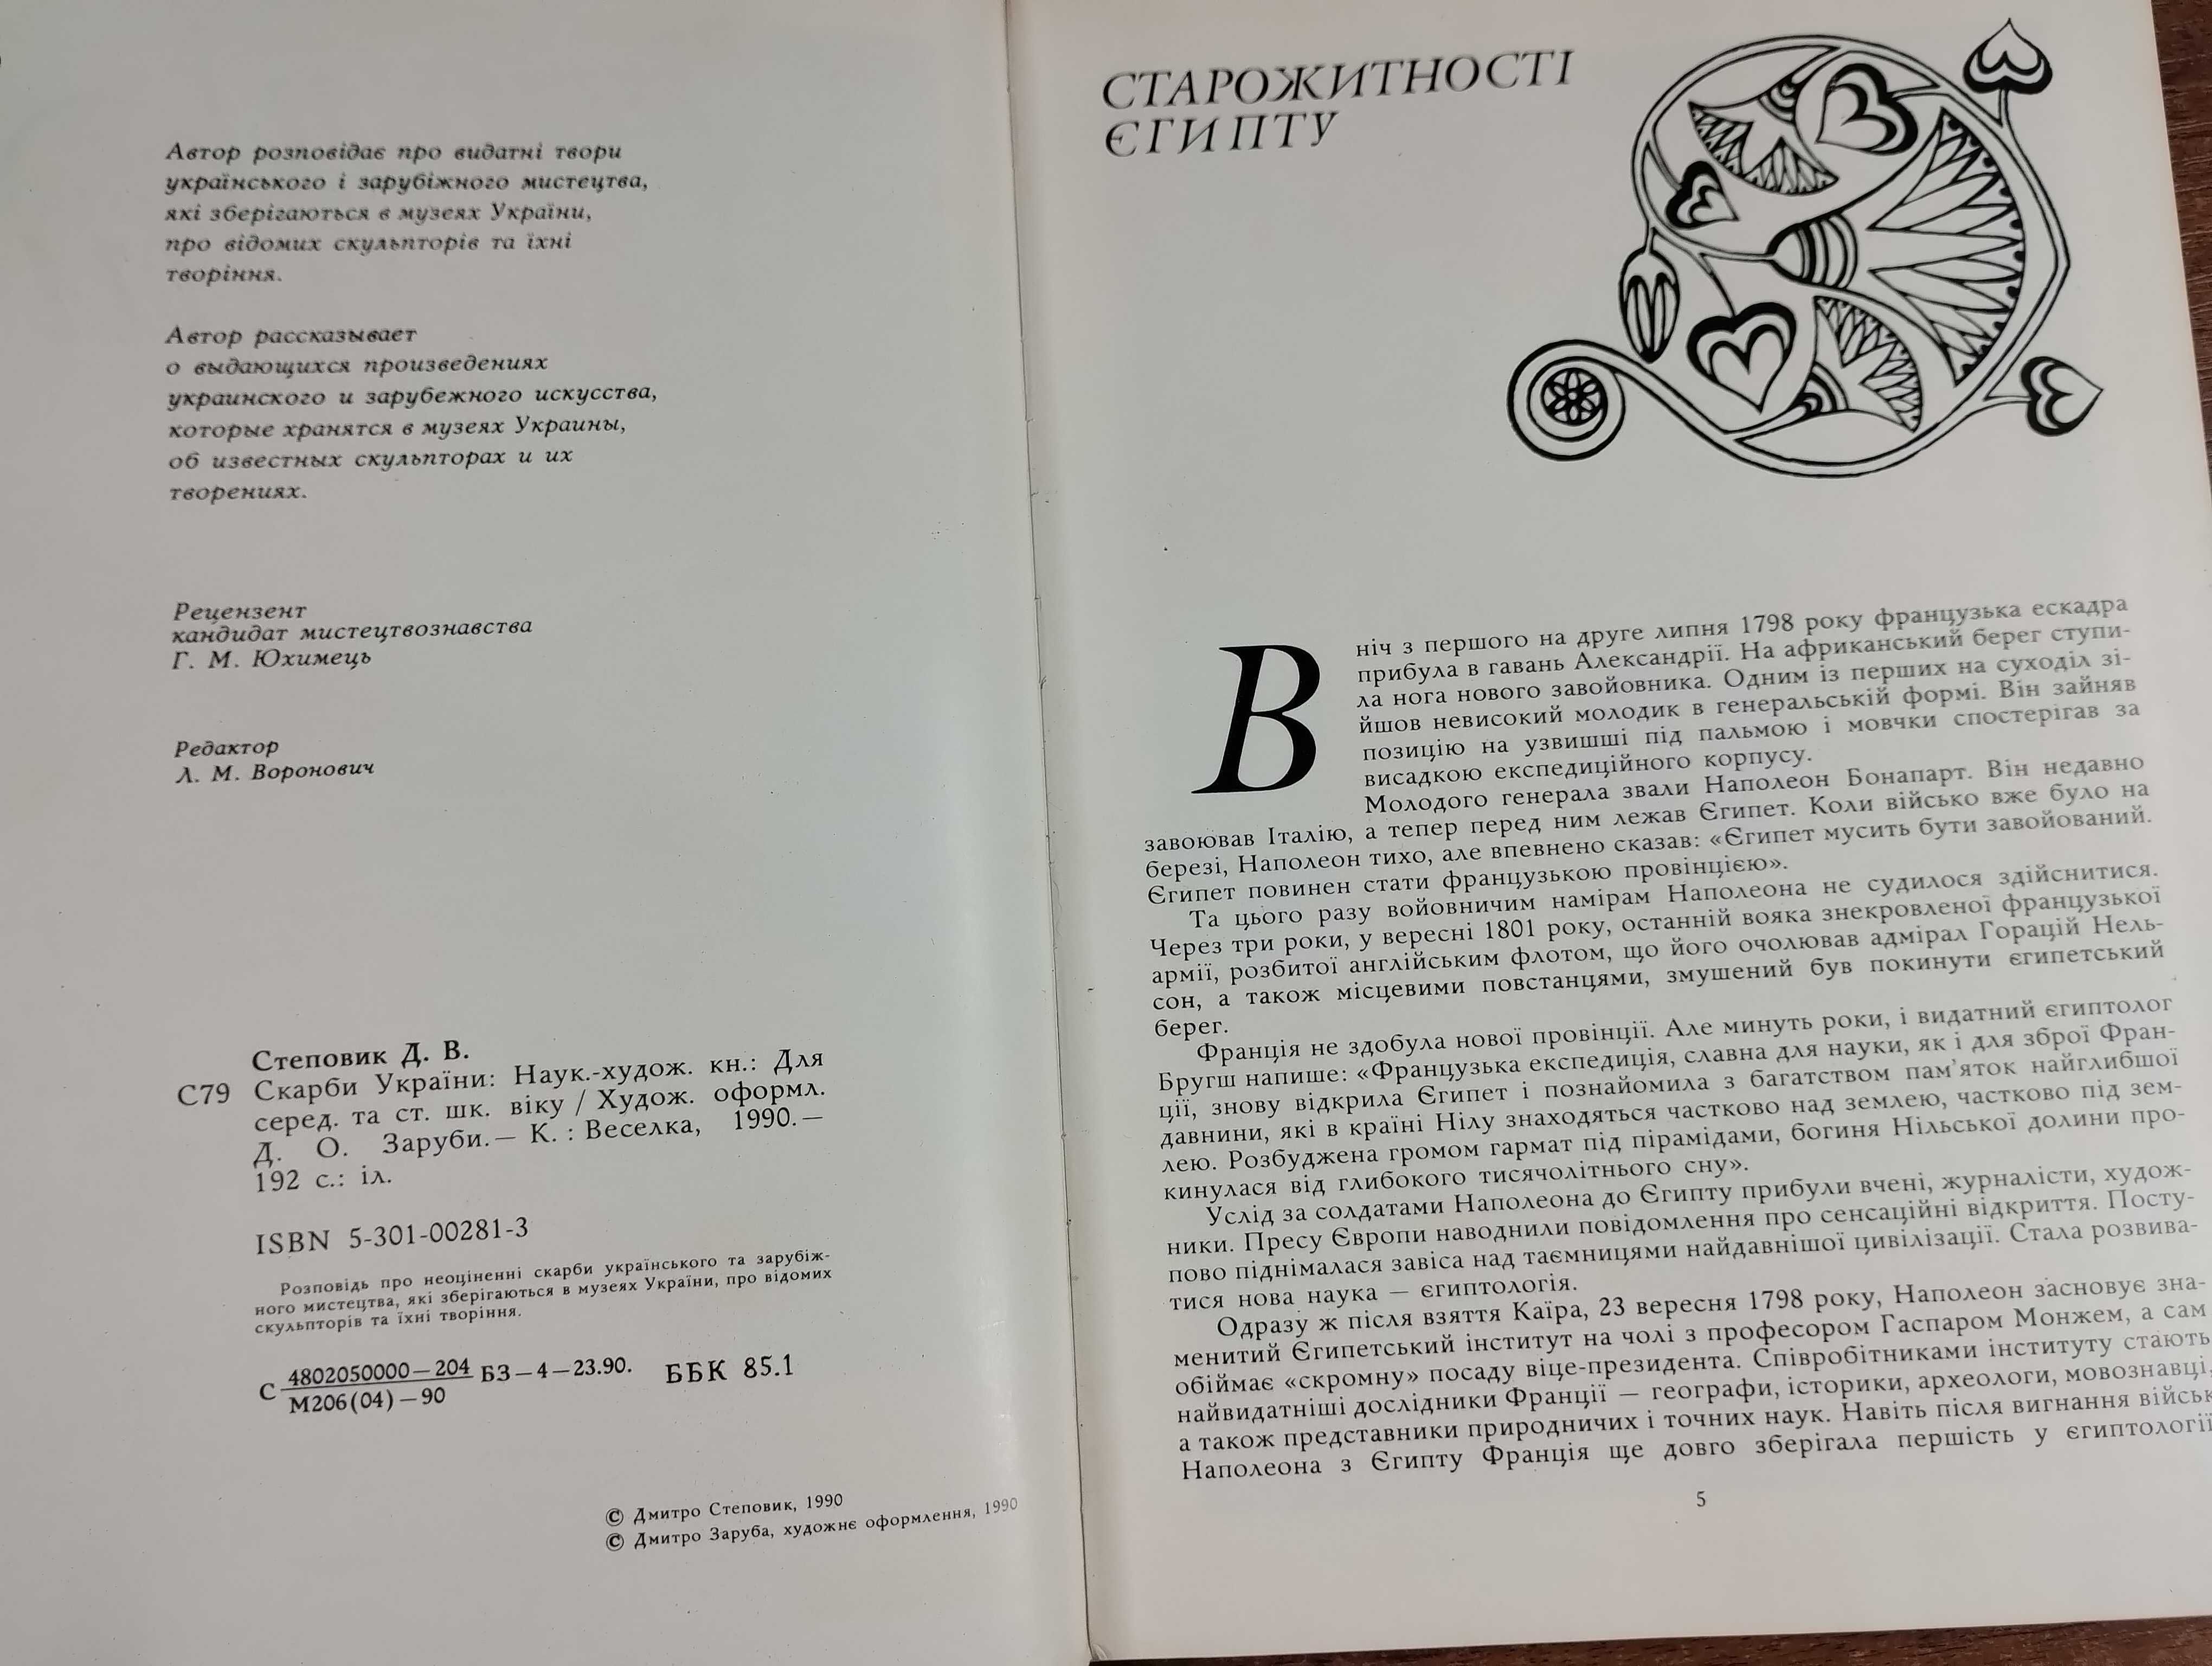 Автор розповідає про видатні твори
українського і зарубіжного мистецтва,
які зберігаються в музеях України,
про відомих скульпторів та їхні
творіння.
Автор рассказывает
о выдающихся произведениях
украинского и зарубежного искусства,
которые хранятся в музеях Украины,
об известных скульпторах и их
творениях.
Рецензент
кандидат мистецтвознавства
Г. М. Юхимець
Редактор
Л. М. Воронович
Степовик Д. В.
С79 Скарби України: Наук.-худож. кн.: Для
серед. та ст. шк. віку / Худож. оформл.
Д. О. Заруби.— К. : Веселка, 1990.—
192 с.: іл.
ISBN 5-301-00281-3
Розповідь про неоціненні скарби українського та зарубіж-
ного мистецтва, які зберігаються в музеях України, про відомих
скульпторів та їхні творіння.
С 4802050000—204 БЗ—4—23.90. ББК 85.1
М206(04)—90
© Дмитро Степовик, 1990
© Дмитро Заруба, художнє оформлення, 1990
СТАРОЖИТНОСТІ
ЄГИПТУ
Вніч з першого на друге липня 1798 року французька ескадра
прибула в гавань Александрії. На африканський берег ступи-
ла нога нового завойовника. Одним із перших на суходіл зі-
йшов невисокий молодик в генеральській формі. Він зайняв
позицію на узвишші під пальмою і мовчки спостерігав за
висадкою експедиційного корпусу.
Молодого генерала звали Наполеон Бонапарт. Він недавно
завоював Італію, а тепер перед ним лежав Єгипет. Коли військо вже було на
березі, Наполеон тихо, але впевнено сказав: «Єгипет мусить бути завойований.
Єгипет повинен стати французькою провінцією».
Та цього разу войовничим намірам Наполеона не судилося здійснитися.
Через три роки, у вересні 1801 року, останній вояка знекровленої французької
армії, розбитої англійським флотом, що його очолював адмірал Горацій Нель-
сон, а також місцевими повстанцями, змушений був покинути єгипетський
берег.
Франція не здобула нової провінції. Але минуть роки, і видатний єгиптолог
Бругш напише: «Французька експедиція, славна для науки, як і для зброї Фран-
ції, знову відкрила Єгипет і познайомила з багатством пам'яток найглибшої
давнини, які в країні Нілу знаходяться частково над землею, частково під зем-
лею. Розбуджена громом гармат під пірамідами, богиня Нільської долини про-
кинулася від глибокого тисячолітнього сну».
Услід за солдатами Наполеона до Єгипту прибули вчені, журналісти, худож-
ники. Пресу Європи наводнили повідомлення про сенсаційні відкриття. Посту-
пово піднімалася завіса над таємницями найдавнішої цивілізації. Стала розвива-
тися нова наука — єгиптологія.
Одразу ж після взяття Каїра, 23 вересня 1798 року, Наполеон засновує зна-
менитий Єгипетський інститут на чолі з професором Гаспаром Монжем, а сам
обіймає «скромну» посаду віце-президента. Співробітниками інституту стають
найвидатніші дослідники Франції — географи, історики, археологи, мовознавці,
а також представники природничих і точних наук. Навіть після вигнання військ
Наполеона з Єгипту Франція ще довго зберігала першість у єгиптології
5